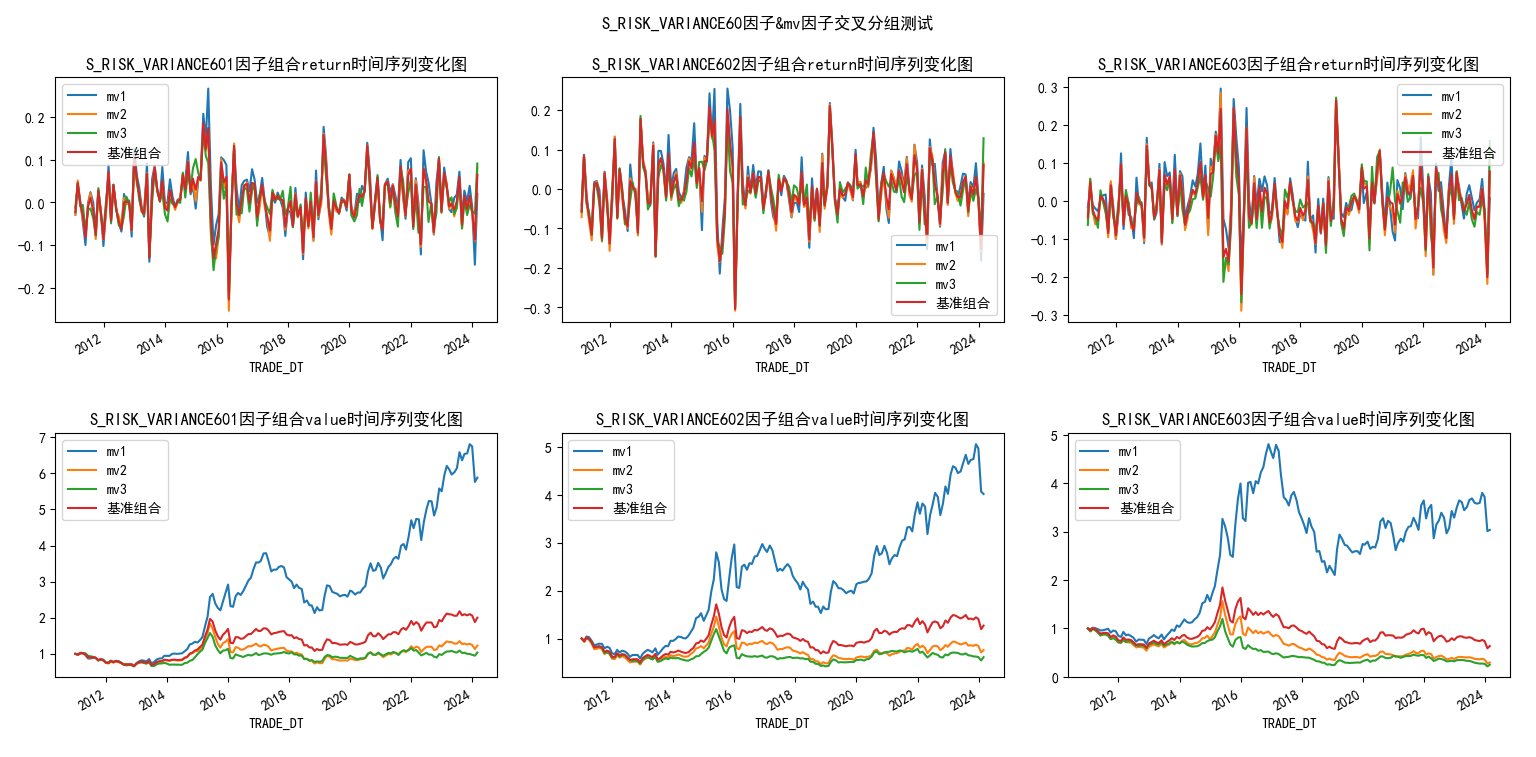 S_RISK_VARIANCE60因子&mv因子交叉分组测试
S_RISK_VARIANCE601因子组合return时间序列变化图
mv1
mv2
mv3
基准组合
0.2
0.1
0.0
−0.1
−0.2
2012 2014 2016 2018 2020 2022 2024
TRADE_DT
S_RISK_VARIANCE602因子组合return时间序列变化图
0.2
0.1
0.0
−0.1
−0.2
−0.3
mv1
mv2
mv3
基准组合
2012 2014 2016 2018 2020 2022 2024
TRADE_DT
S_RISK_VARIANCE603因子组合return时间序列变化图
mv1
mv2
mv3
基准组合
0.3
0.2
0.1
0.0
−0.1
−0.2
−0.3
2012 2014 2016 2018 2020 2022 2024
TRADE_DT
S_RISK_VARIANCE601因子组合value时间序列变化图
mv1
mv2
mv3
基准组合
7
6
5
4
3
2
1
2012 2014 2016 2018 2020 2022 2024
TRADE_DT
S_RISK_VARIANCE602因子组合value时间序列变化图
mv1
mv2
mv3
基准组合
5
4
3
2
1
2012 2014 2016 2018 2020 2022 2024
TRADE_DT
S_RISK_VARIANCE603因子组合value时间序列变化图
mv1
mv2
mv3
基准组合
5
4
3
2
1
0
2012 2014 2016 2018 2020 2022 2024
TRADE_DT